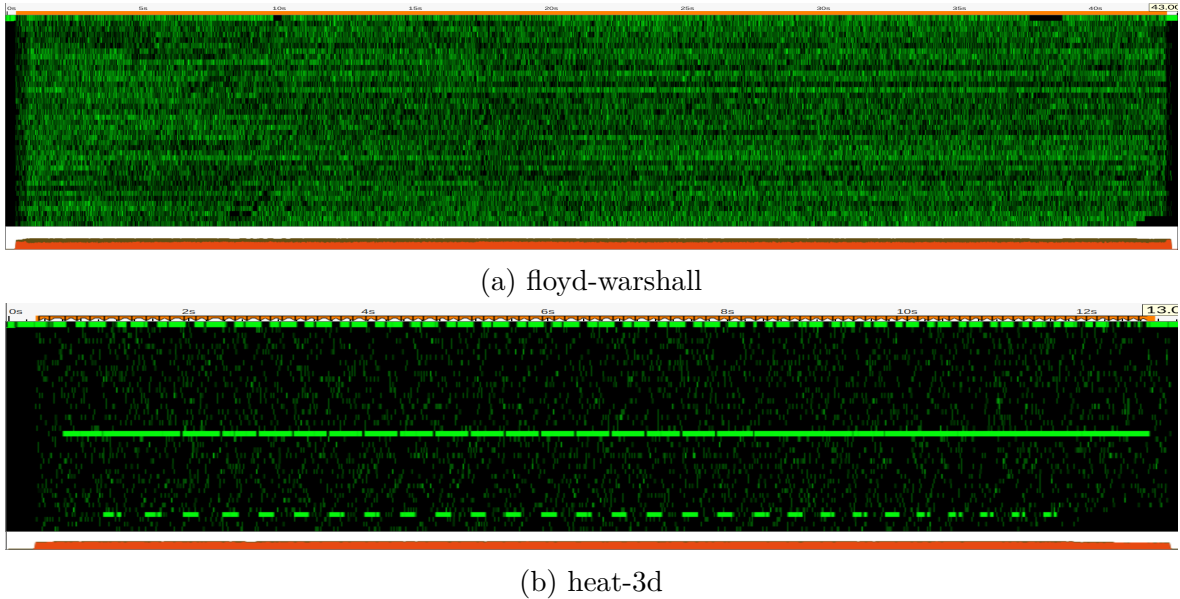 0s 5s 10s 15s 20s 25s 30s 35s 40s 43.00
(a) floyd-warshall
0s 2s 4s 6s 8s 10s 12s 13.0
(b) heat-3d